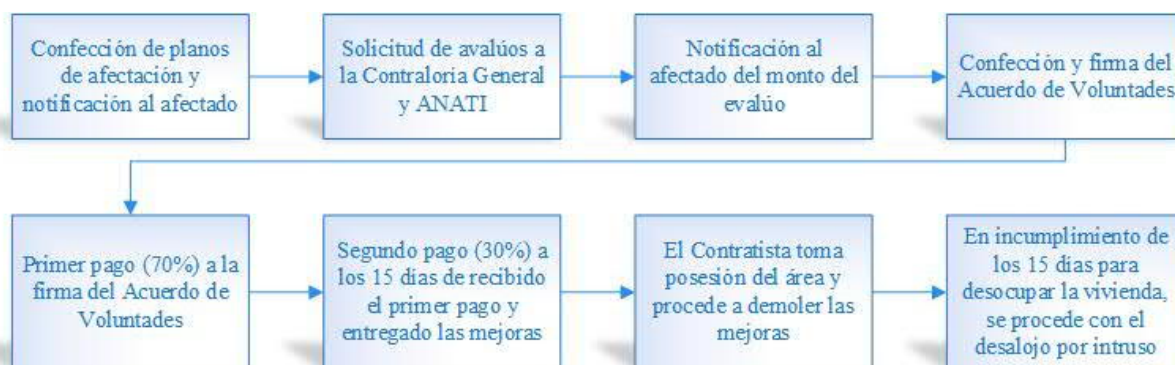 Confección de planos
de afectación y
notificación al afectado
Solicitud de avalúos a
la Contraloría General
y ANATI
Notificación al
afectado del monto del
evalúo
Confección y firma del
Acuerdo de Voluntades
Primer pago (70%) a la
firma del Acuerdo de
Voluntades
Segundo pago (30%) a
los 15 días de recibido
el primer pago y
entregado las mejoras
El Contratista toma
posesión del área y
procede a demoler las
mejoras
En incumplimiento de
los 15 días para
desocupar la vivienda,
se procede con el
desalojo por intruso